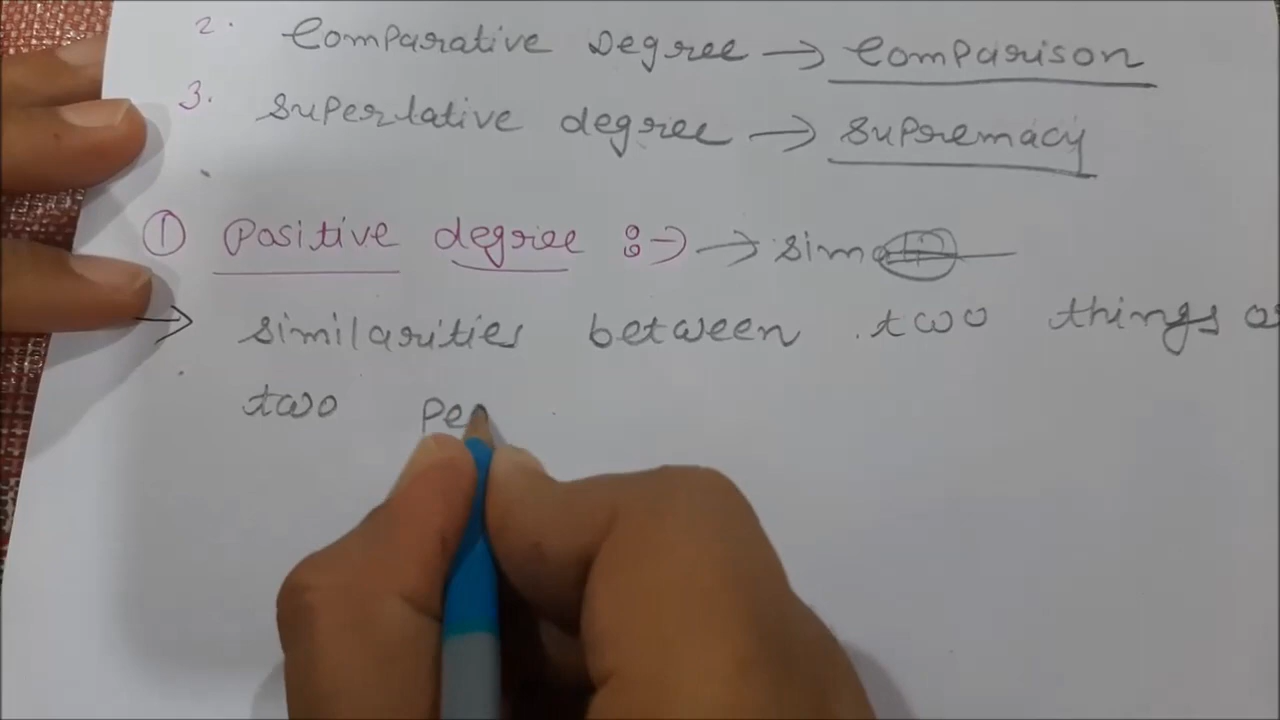 2. Comparative Degree → Comparison
3. Superlative degree → Supremacy
① Positive degree :-) → sim
→ similarities between two things
two pe